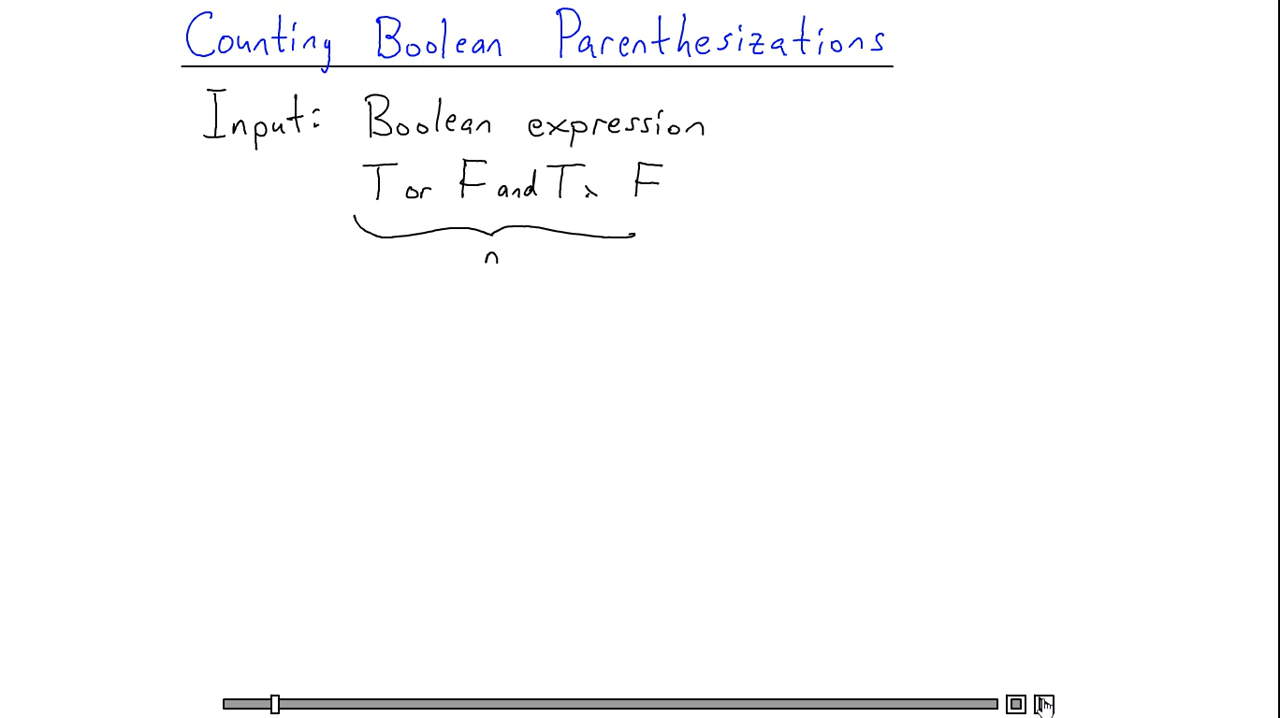 Counting Boolean Parenthesizations
Input: Boolean expression
T or F and T F
n